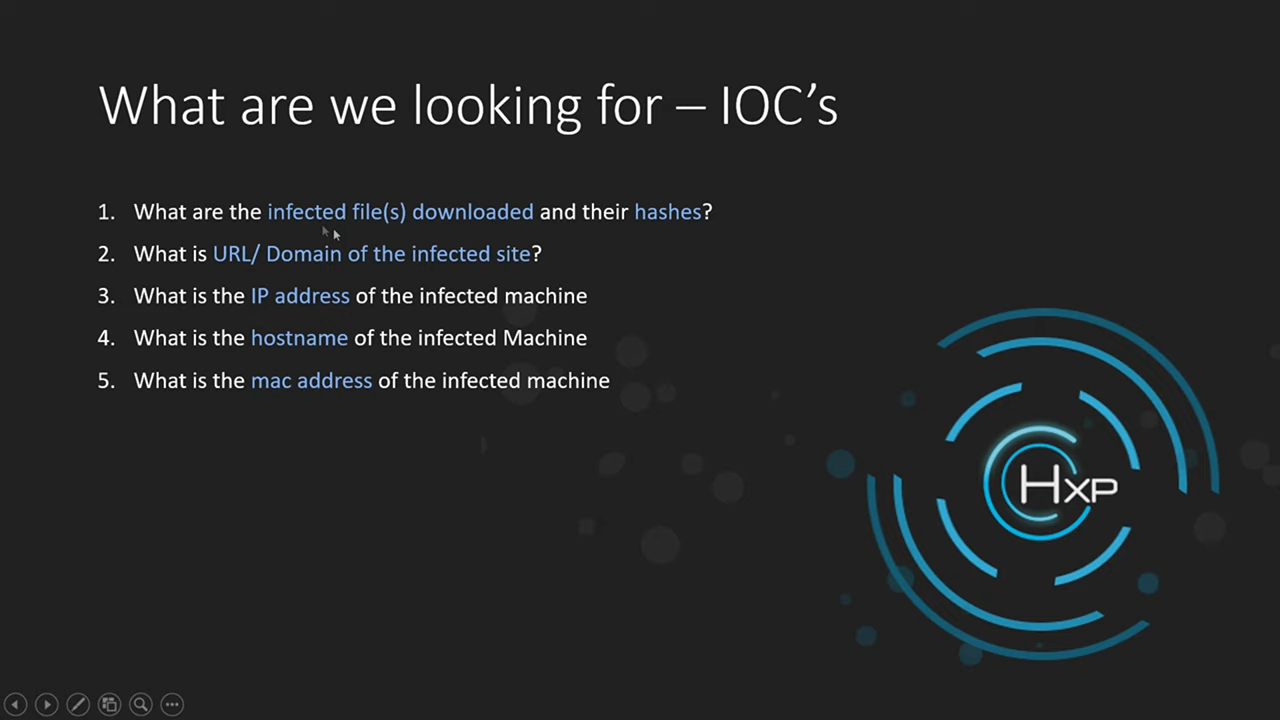 What are we looking for – IOC's
1. What are the infected file(s) downloaded and their hashes?
2. What is URL/ Domain of the infected site?
3. What is the IP address of the infected machine
4. What is the hostname of the infected Machine
5. What is the mac address of the infected machine
HXP